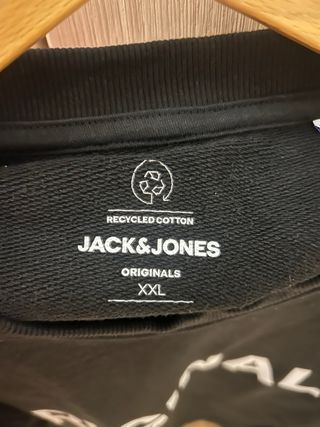 RECYCLED COTTON
JACK&JONES
ORIGINALS
XXL